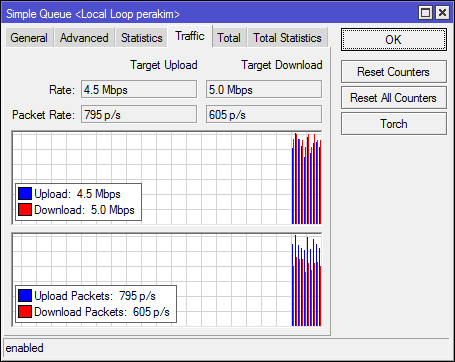 Simple Queue <Local Loop perakim>
General Advanced Statistics Traffic Total Total Statistics
OK
Reset Counters
Reset All Counters
Torch
Target Upload Target Download
Rate: 4.5 Mbps 5.0 Mbps
Packet Rate: 795 p/s 605 p/s
Upload: 4.5 Mbps
Download: 5.0 Mbps
Upload Packets: 795 p/s
Download Packets: 605 p/s
enabled